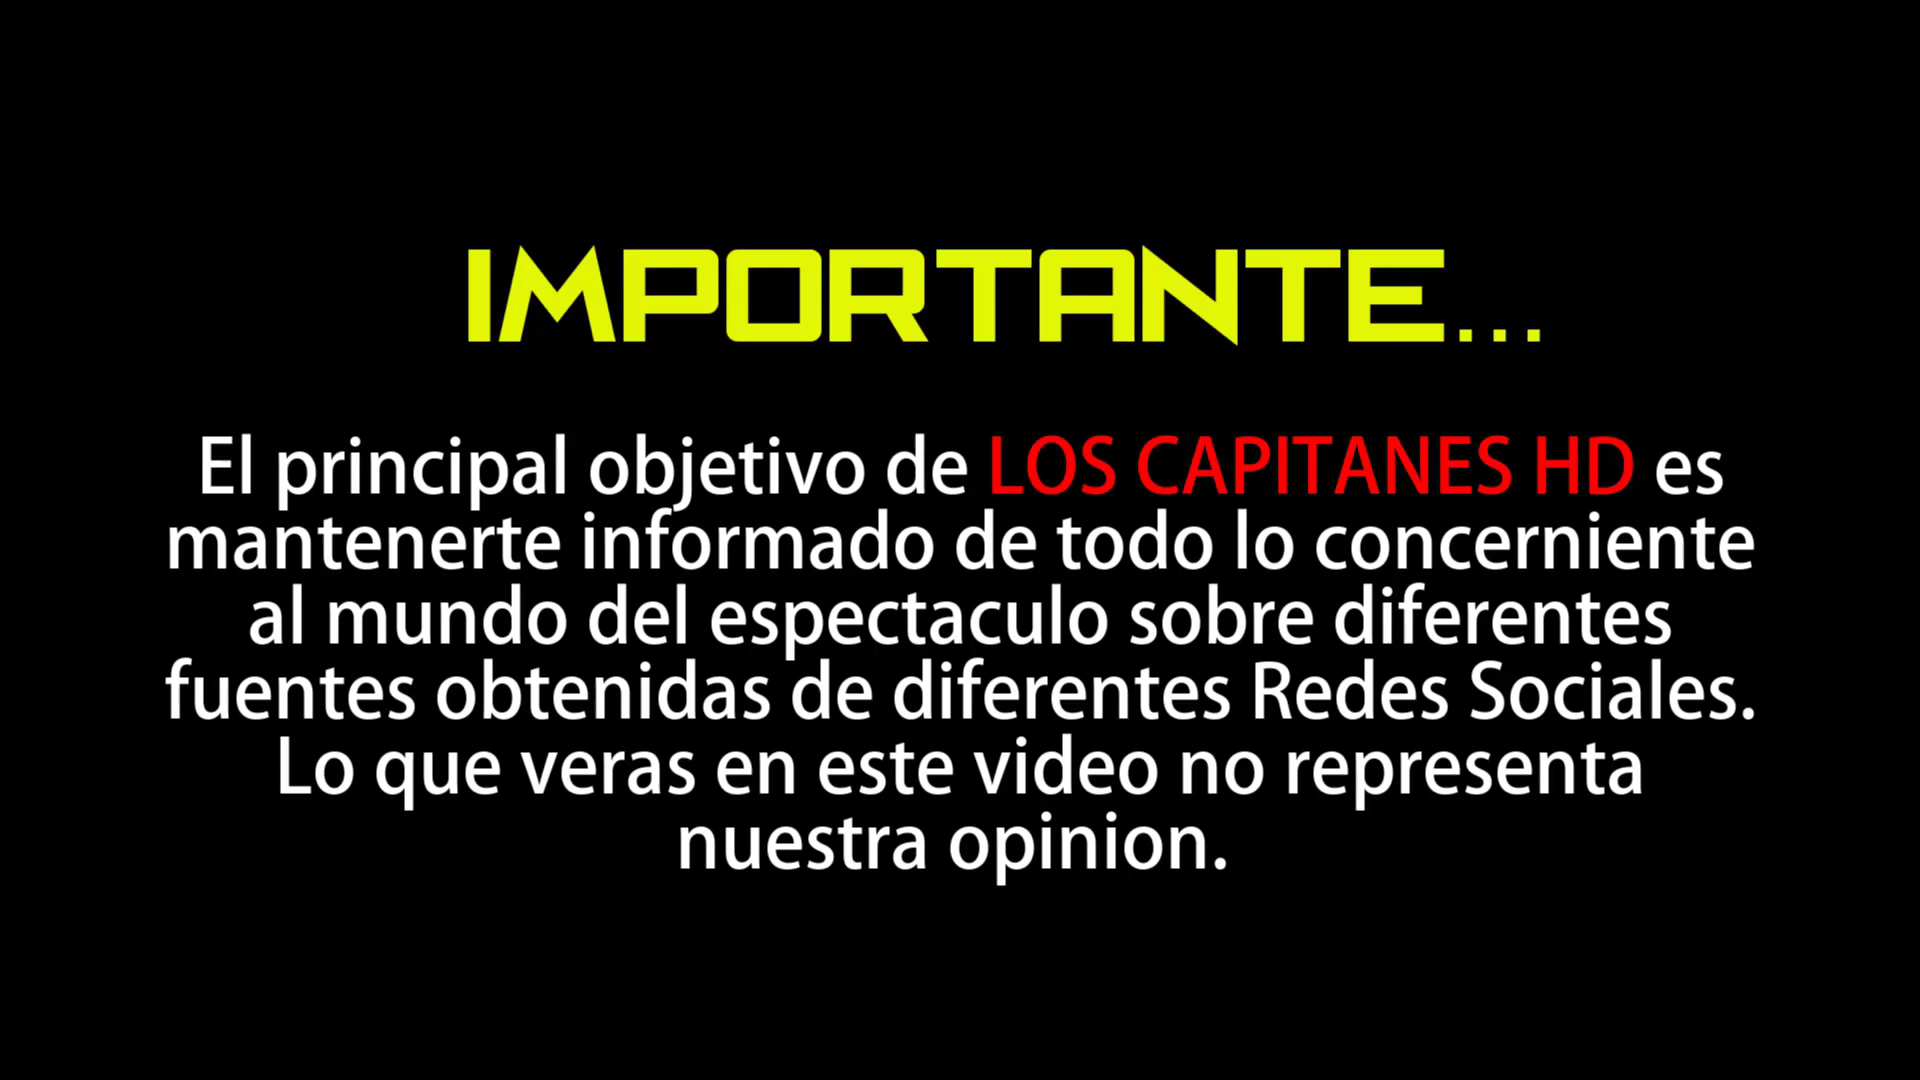 IMPORTANTE...
El principal objetivo de LOS CAPITANES HD es
mantenerte informado de todo lo concerniente
al mundo del espectaculo sobre diferentes
fuentes obtenidas de diferentes Redes Sociales.
Lo que veras en este video no representa
nuestra opinion.